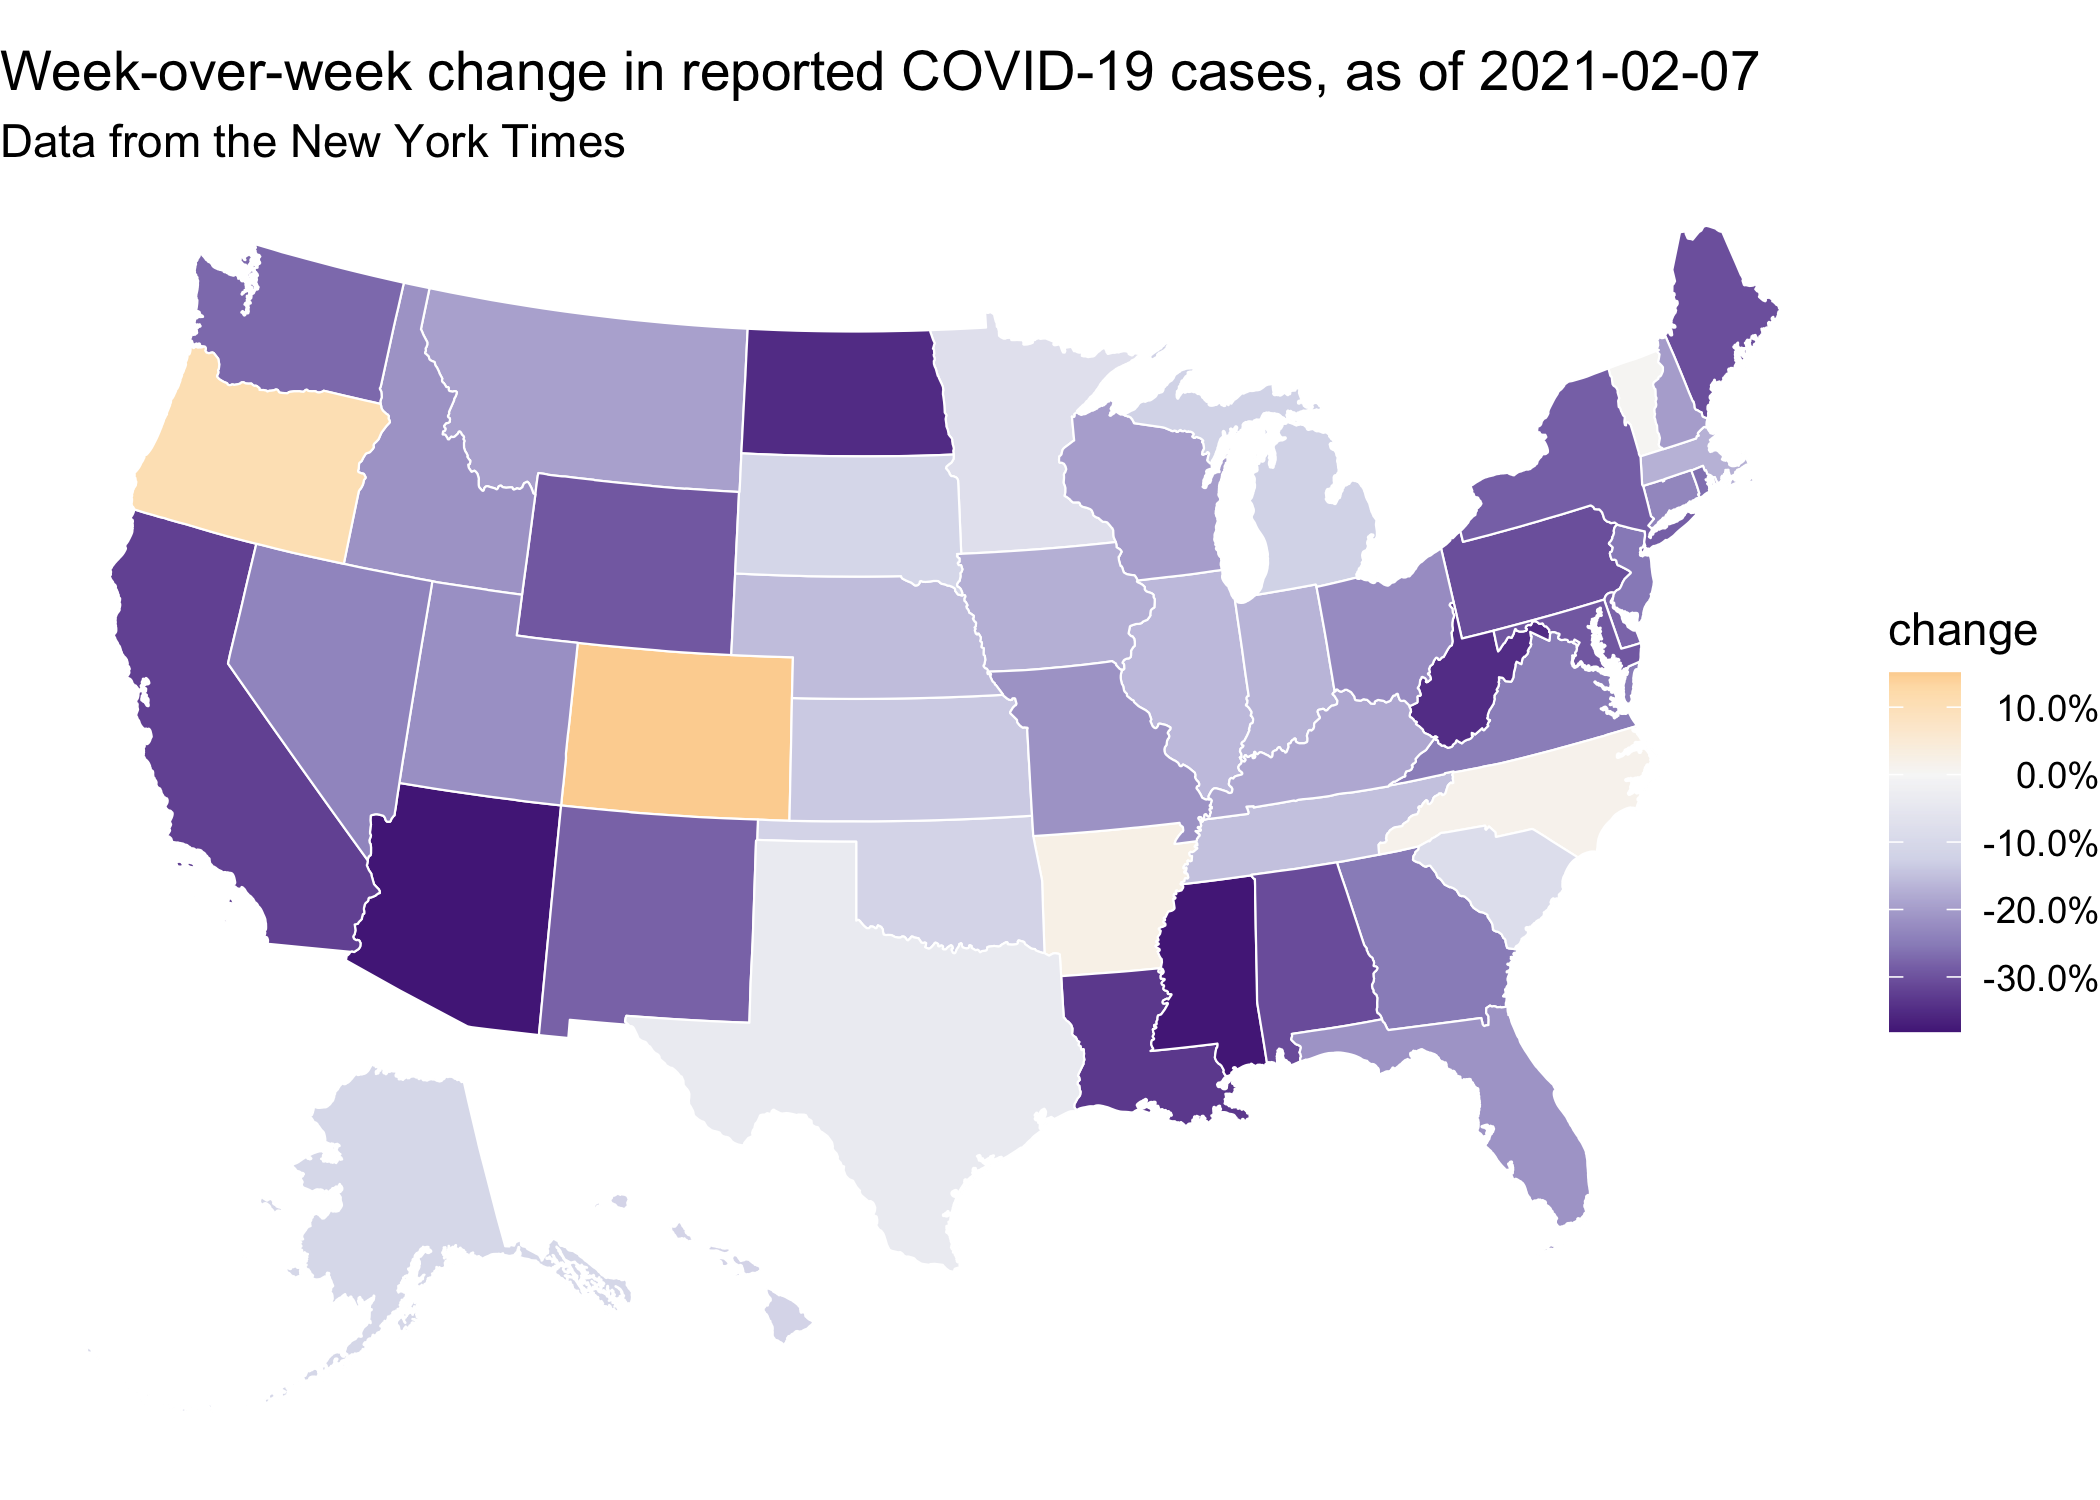 Week-over-week change in reported COVID-19 cases, as of 2021-02-07
Data from the New York Times
change
10.0%
0.0%
-10.0%
-20.0%
-30.0%